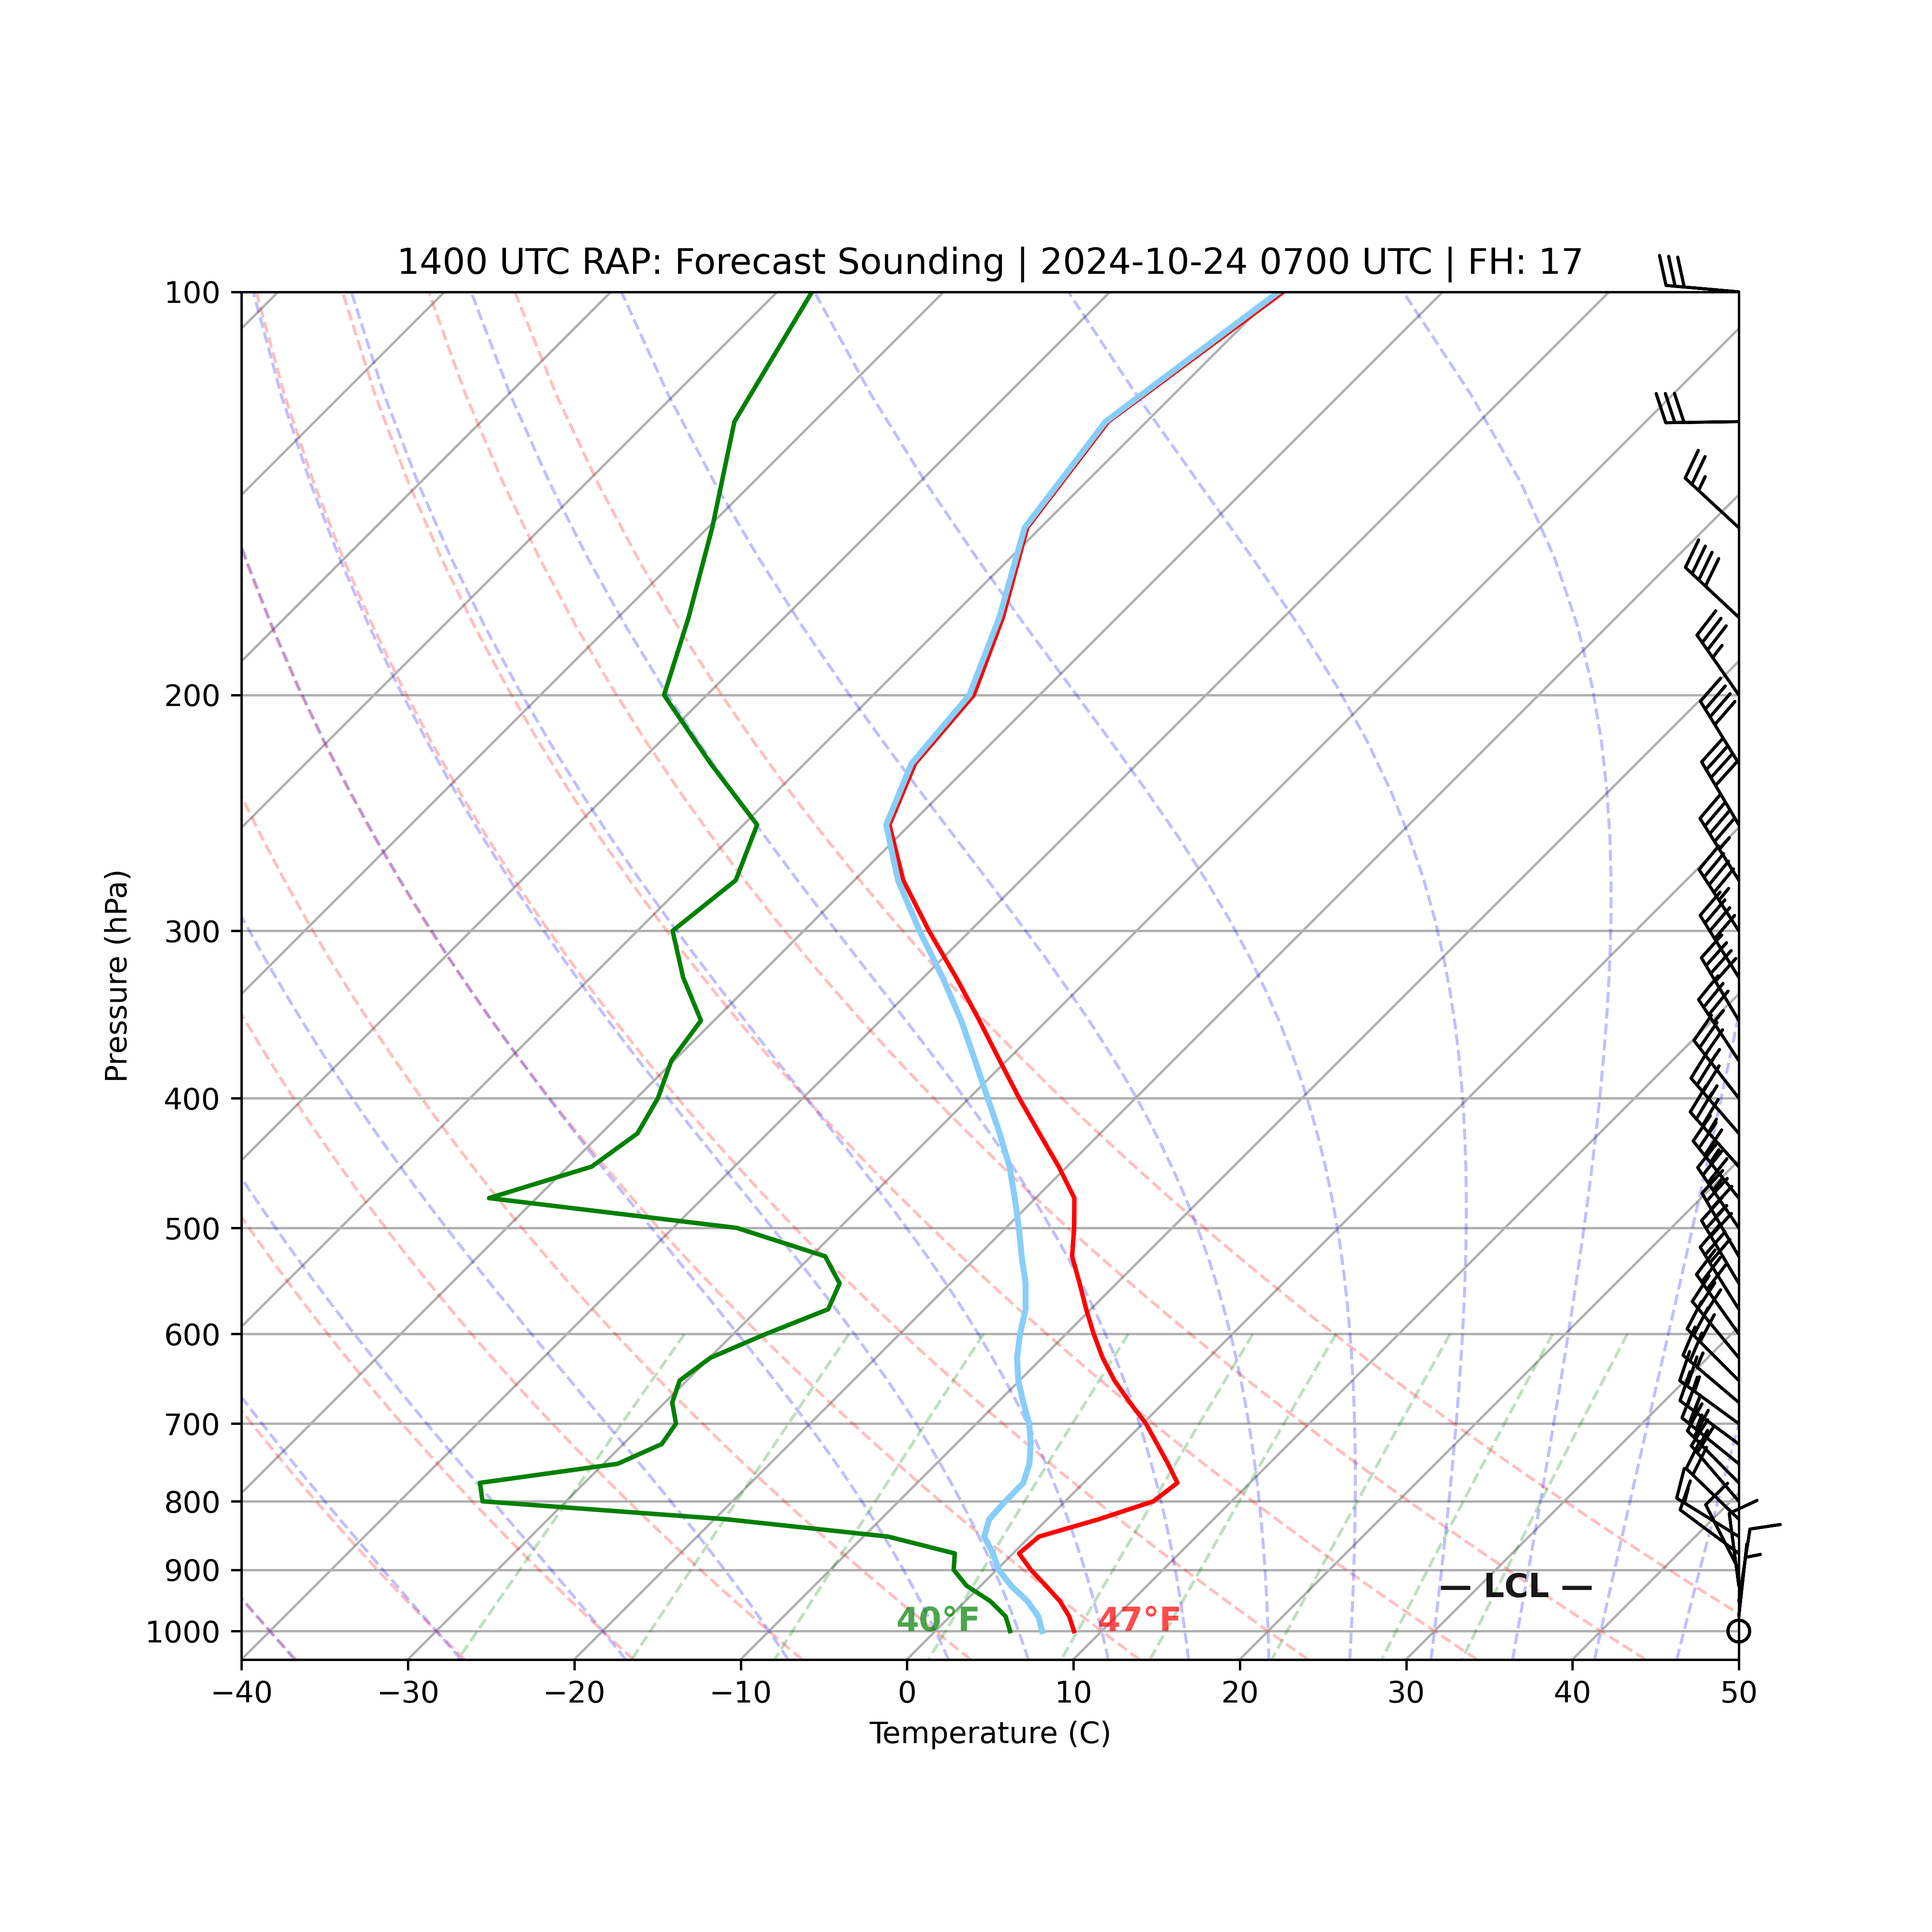 1400 UTC RAP: Forecast Sounding | 2024-10-24 0700 UTC | FH: 17
100
200
300
400
500
600
700
800
900
1000
Pressure (hPa)
— LCL —
40°F
47°F
−40 −30 −20 −10 0 10 20 30 40 50
Temperature (C)